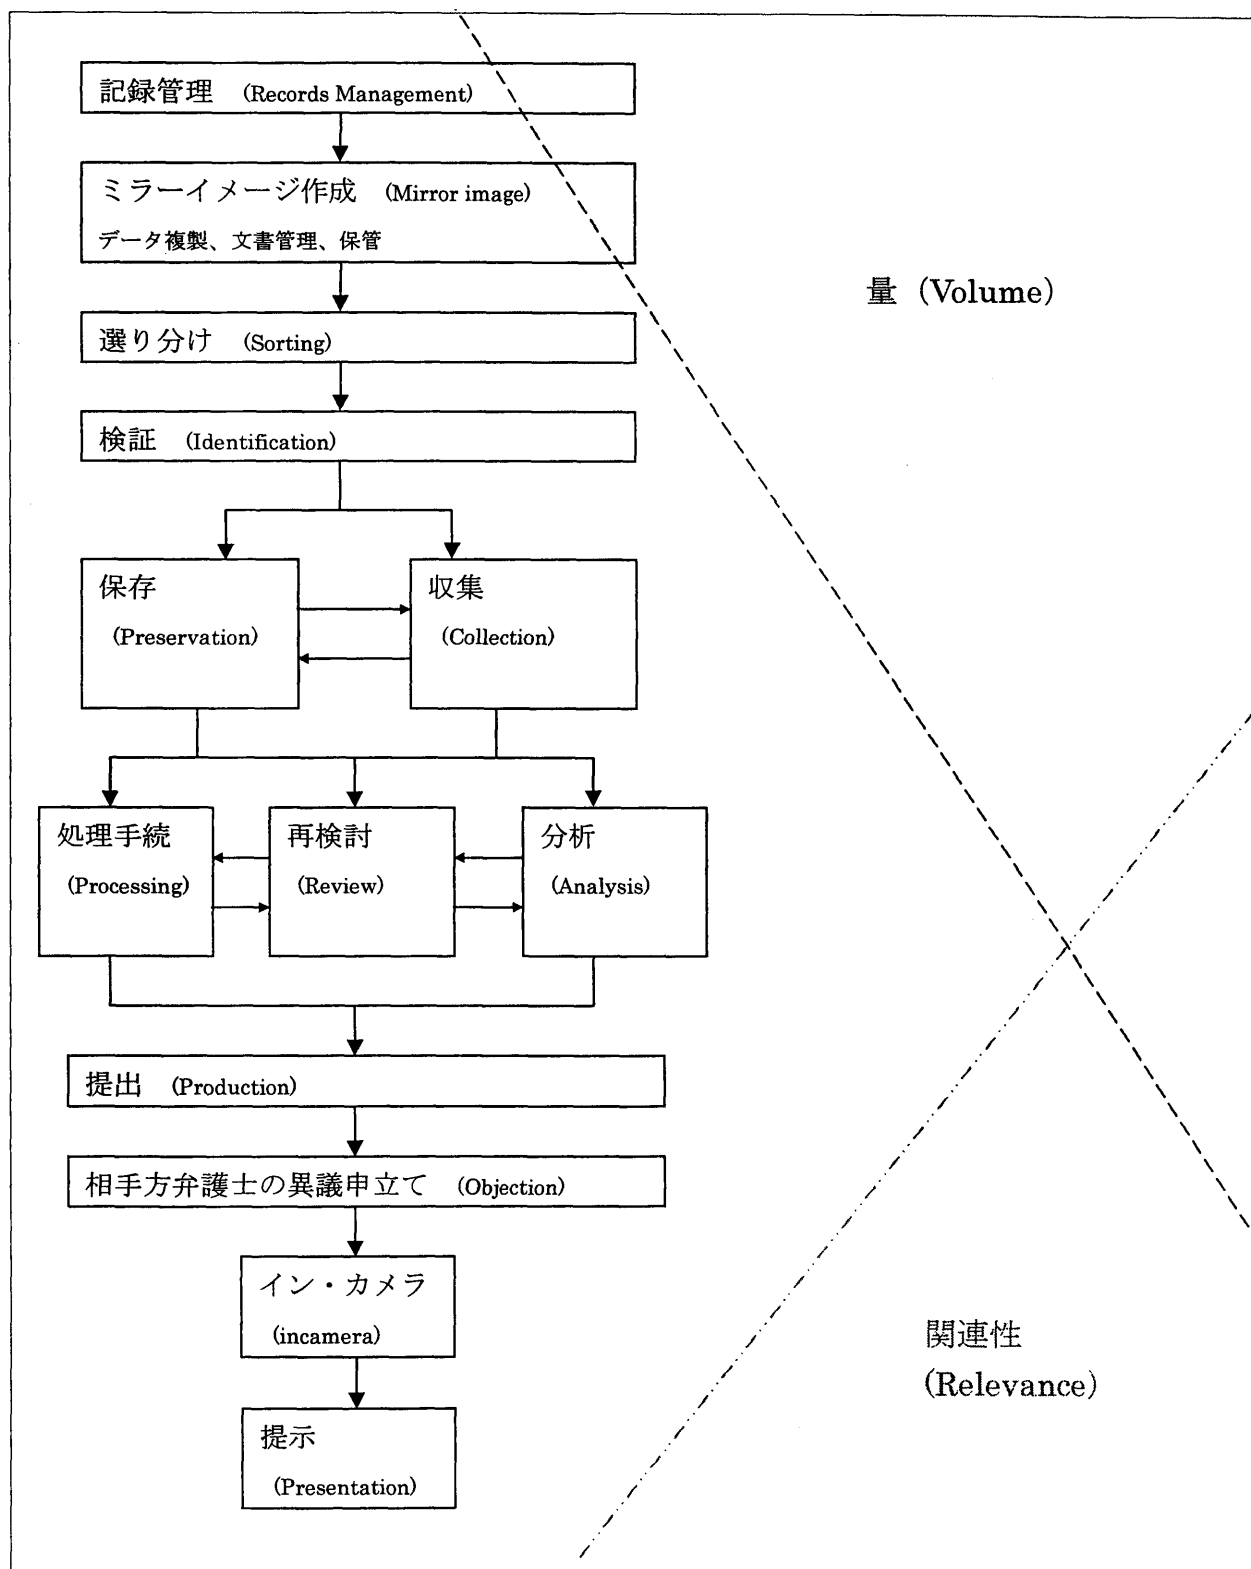 記録管理 (Records Management)
ミラーイメージ作成 (Mirror image)
データ複製、文書管理、保管
量 (Volume)
選り分け (Sorting)
検証 (Identification)
保存
(Preservation)
収集
(Collection)
処理手続
(Processing)
再検討
(Review)
分析
(Analysis)
提出 (Production)
相手方弁護士の異議申立て (Objection)
イン・カメラ
(incamera)
関連性
(Relevance)
提示
(Presentation)